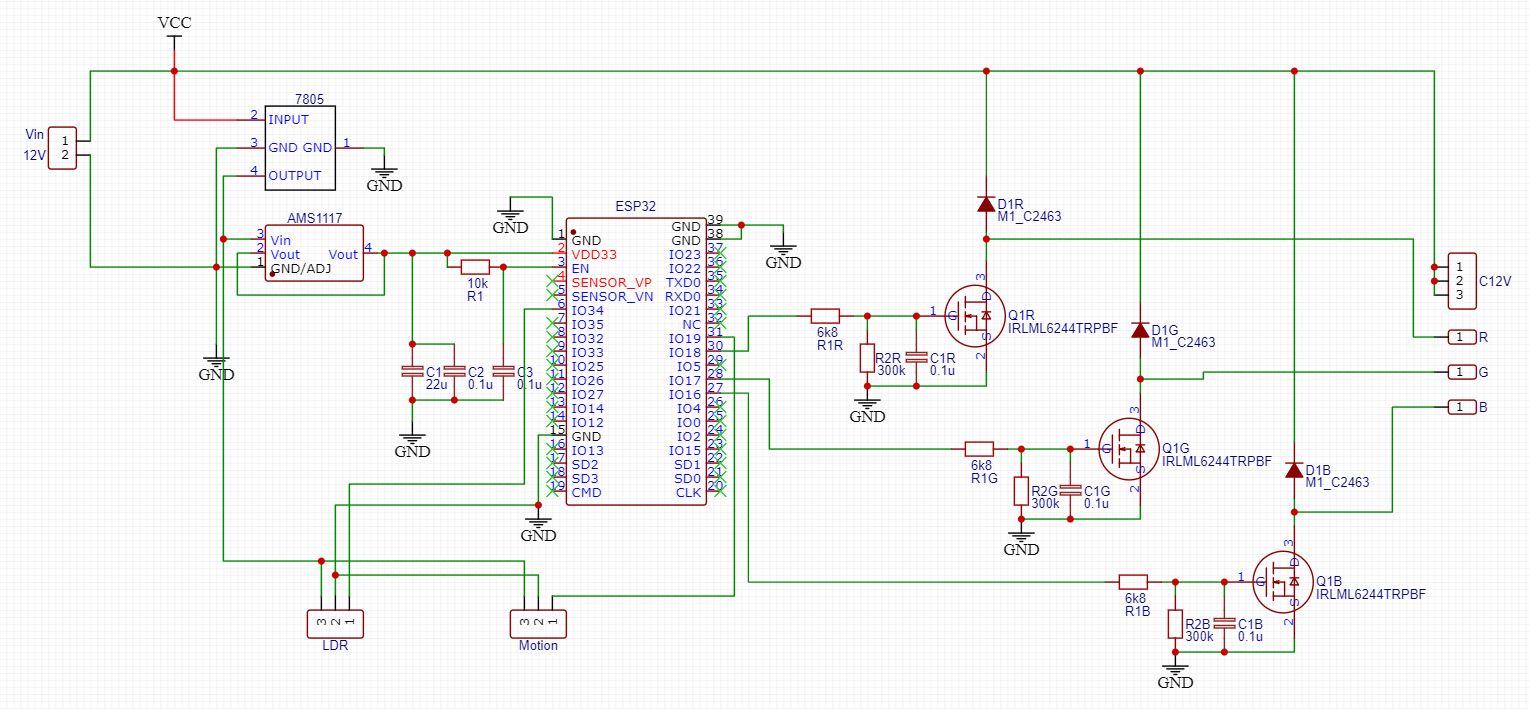 VCC
7805
2 INPUT
3 GND GND 1
4 OUTPUT
GND
Vin
12V
1
2
AMS1117
3 Vin
2 Vout Vout 4
1 GND/ADJ
GND
GND
10k
R1
C1
22u
C2
0.1u
C3
0.1u
GND
ESP32
1 GND
2 VDD33
3 EN
4 SENSOR_VP
5 SENSOR_VN
6 IO34
7 IO35
8 IO32
9 IO33
10 IO25
11 IO26
12 IO27
13 IO14
14 IO12
15 GND
16 IO13
17 SD2
18 SD3
19 CMD
GND 39
GND 38
IO23 37
IO22 36
TXD0 35
RXD0 34
IO21 33
NC 32
IO19 31
IO18 30
IO5 29
IO17 28
IO16 27
IO4 26
IO0 25
IO2 24
IO15 23
SD1 22
SD0 21
CLK 20
GND
GND
3 2 1
LDR
3 2 1
Motion
D1R
M1_C2463
6k8
R1R
R2R
300k
C1R
0.1u
GND
1 G
3 D
S 2
Q1R
IRLML6244TRPBF
D1G
M1_C2463
6k8
R1G
R2G
300k
C1G
0.1u
GND
1 G
3 D
S 2
Q1G
IRLML6244TRPBF
D1B
M1_C2463
6k8
R1B
R2B
300k
C1B
0.1u
GND
1 G
3 D
S 2
Q1B
IRLML6244TRPBF
1
2 C12V
3
1 R
1 G
1 B